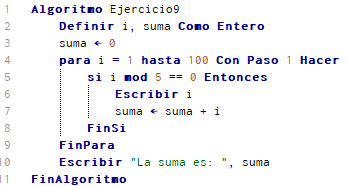 1 Algoritmo Ejercicio9
2 Definir i, suma Como Entero
3 suma ← 0
4 para i = 1 hasta 100 Con Paso 1 Hacer
5 si i mod 5 == 0 Entonces
6 Escribir i
7 suma ← suma + i
8 FinSi
9 FinPara
10 Escribir "La suma es: ", suma
11 FinAlgoritmo